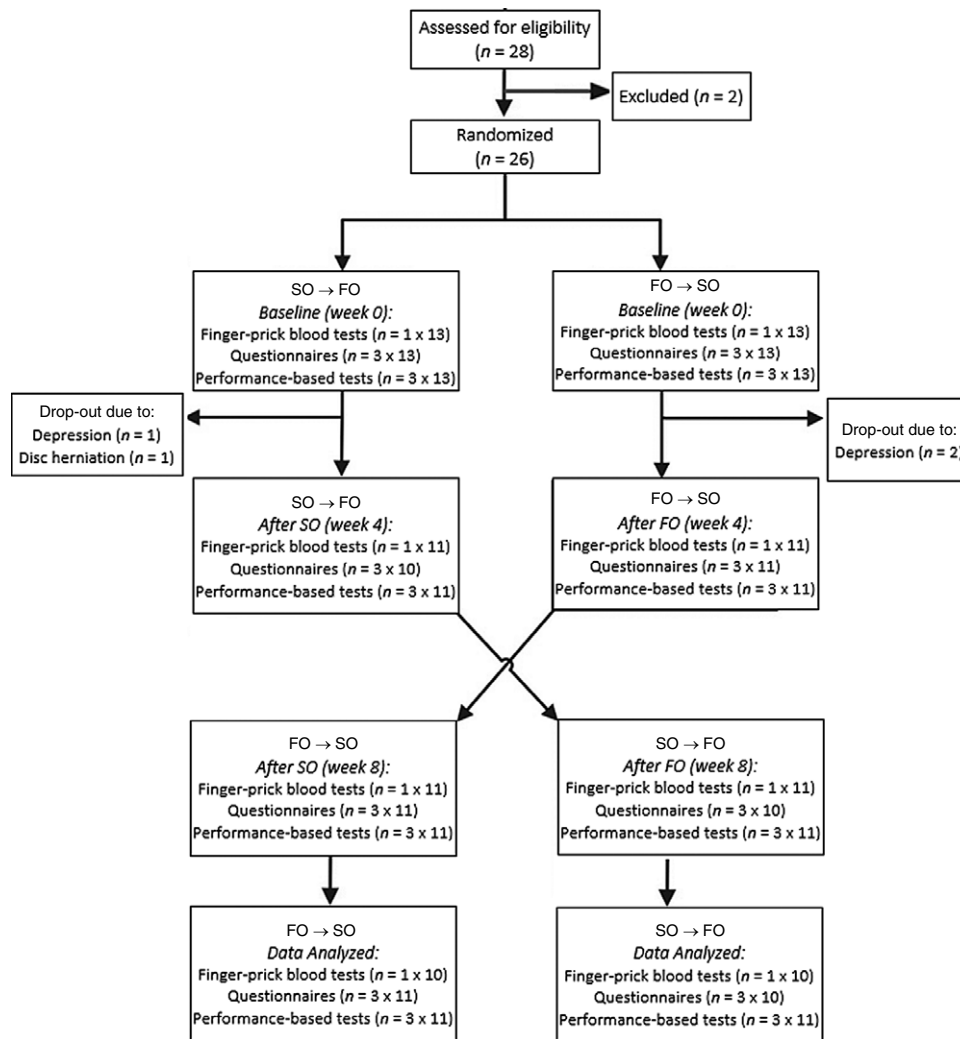 Assessed for eligibility
(n = 28)
Excluded (n = 2)
Randomized
(n = 26)
SO → FO
Baseline (week 0):
Finger-prick blood tests (n = 1 x 13)
Questionnaires (n = 3 x 13)
Performance-based tests (n = 3 x 13)
FO → SO
Baseline (week 0):
Finger-prick blood tests (n = 1 x 13)
Questionnaires (n = 3 x 13)
Performance-based tests (n = 3 x 13)
Drop-out due to:
Depression (n = 1)
Disc herniation (n = 1)
Drop-out due to:
Depression (n = 2)
SO → FO
After SO (week 4):
Finger-prick blood tests (n = 1 x 11)
Questionnaires (n = 3 x 10)
Performance-based tests (n = 3 x 11)
FO → SO
After FO (week 4):
Finger-prick blood tests (n = 1 x 11)
Questionnaires (n = 3 x 11)
Performance-based tests (n = 3 x 11)
FO → SO
After SO (week 8):
Finger-prick blood tests (n = 1 x 11)
Questionnaires (n = 3 x 11)
Performance-based tests (n = 3 x 11)
SO → FO
After FO (week 8):
Finger-prick blood tests (n = 1 x 11)
Questionnaires (n = 3 x 10)
Performance-based tests (n = 3 x 11)
FO → SO
Data Analyzed:
Finger-prick blood tests (n = 1 x 10)
Questionnaires (n = 3 x 11)
Performance-based tests (n = 3 x 11)
SO → FO
Data Analyzed:
Finger-prick blood tests (n = 1 x 10)
Questionnaires (n = 3 x 10)
Performance-based tests (n = 3 x 11)